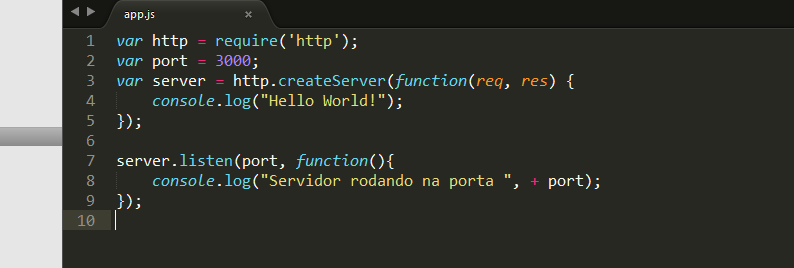 app.js ×
1 var http = require('http');
2 var port = 3000;
3 var server = http.createServer(function(req, res) {
4     console.log("Hello World!");
5 });
6
7 server.listen(port, function(){
8     console.log("Servidor rodando na porta ", + port);
9 });
10